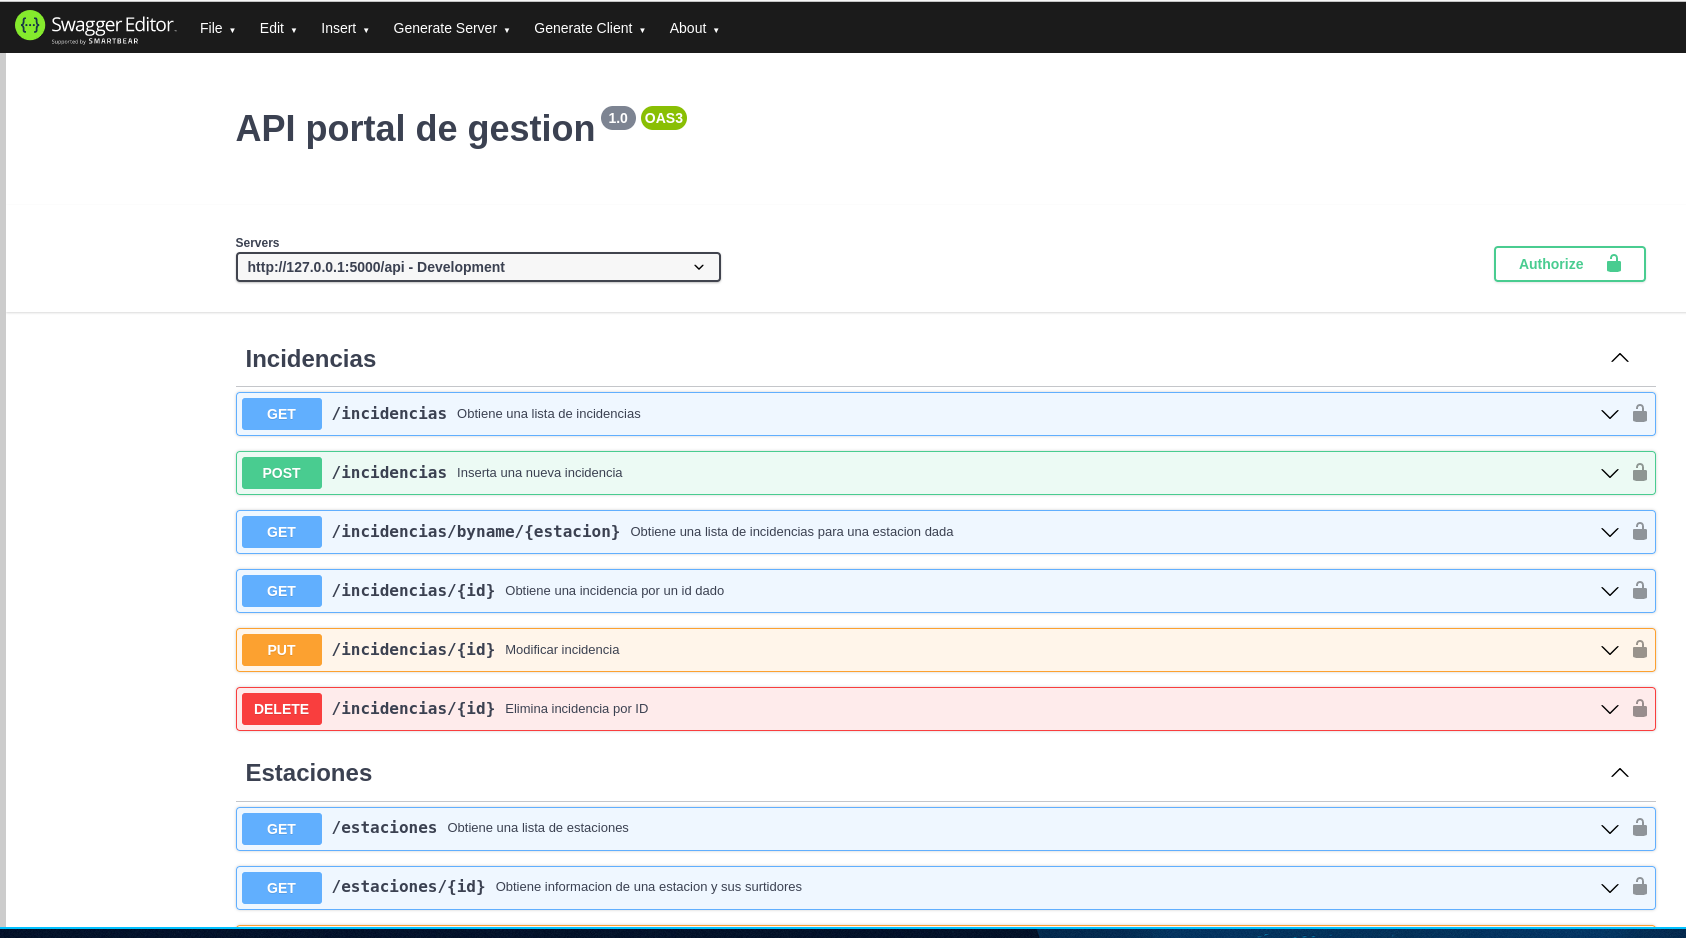 Swagger Editor
Supported by SMARTBEAR
File Edit Insert Generate Server Generate Client About
API portal de gestion 1.0 OAS3
Servers
http://127.0.0.1:5000/api - Development
Authorize
Incidencias
GET /incidencias Obtiene una lista de incidencias
POST /incidencias Inserta una nueva incidencia
GET /incidencias/byname/{estacion} Obtiene una lista de incidencias para una estacion dada
GET /incidencias/{id} Obtiene una incidencia por un id dado
PUT /incidencias/{id} Modificar incidencia
DELETE /incidencias/{id} Elimina incidencia por ID
Estaciones
GET /estaciones Obtiene una lista de estaciones
GET /estaciones/{id} Obtiene informacion de una estacion y sus surtidores